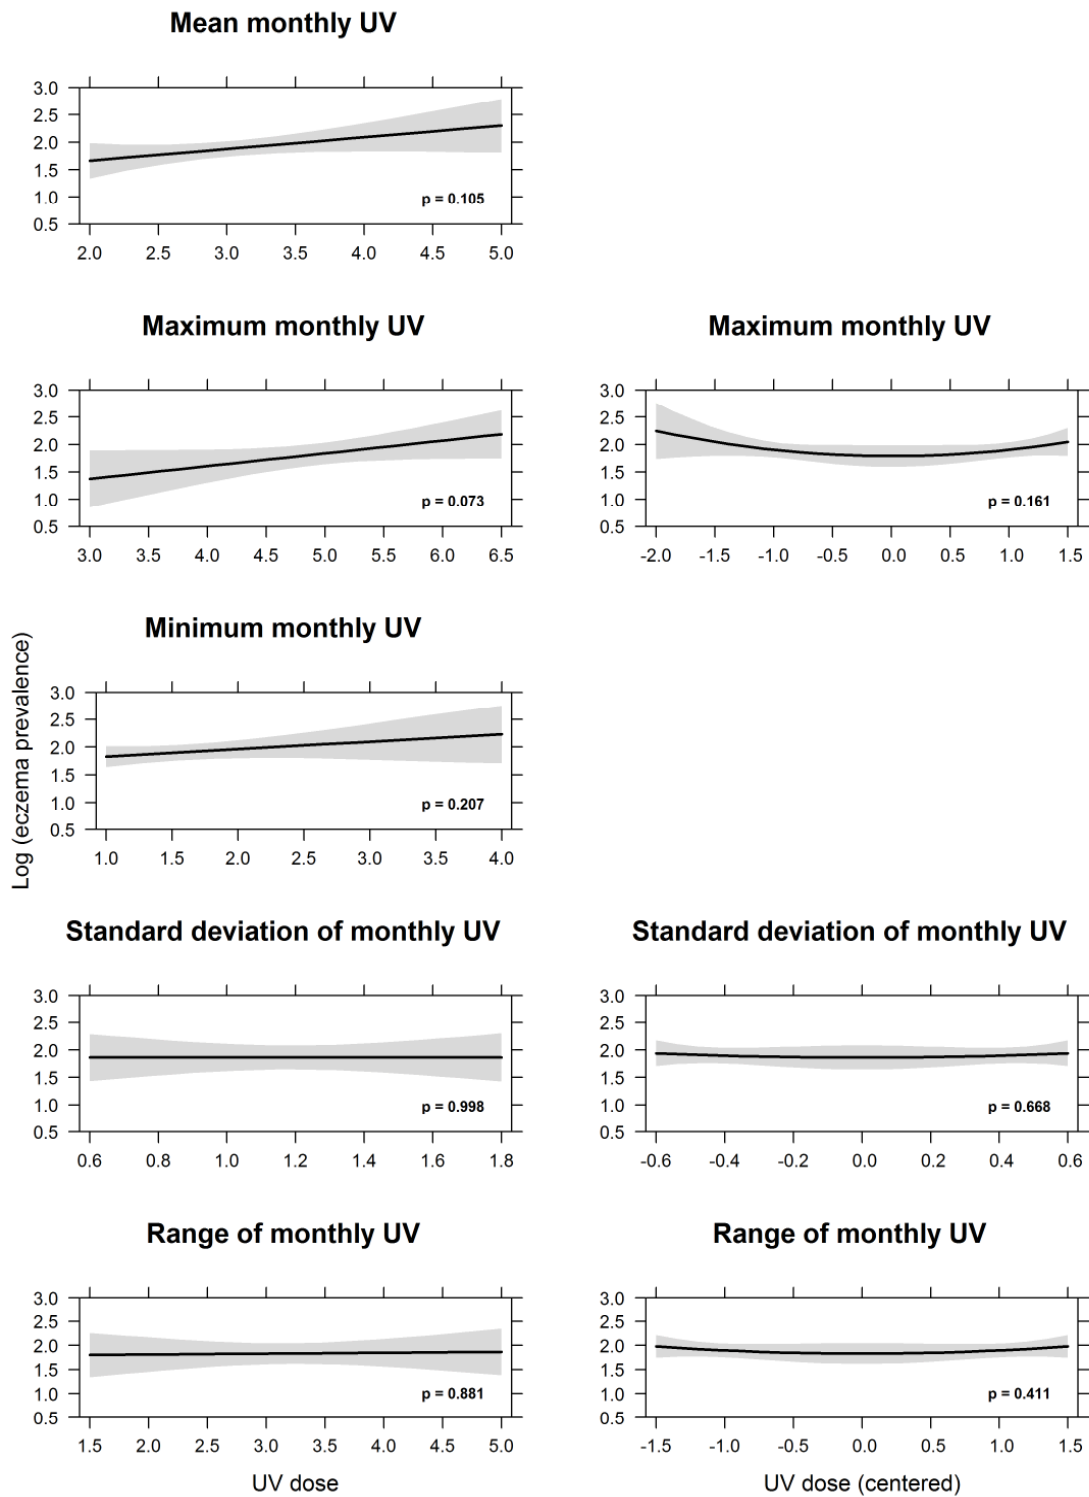 Mean monthly UV
3.0
2.5
2.0
1.5
1.0
0.5
p = 0.105
2.0 2.5 3.0 3.5 4.0 4.5 5.0
Maximum monthly UV
3.0
2.5
2.0
1.5
1.0
0.5
p = 0.073
3.0 3.5 4.0 4.5 5.0 5.5 6.0 6.5
Maximum monthly UV
3.0
2.5
2.0
1.5
1.0
0.5
p = 0.161
-2.0 -1.5 -1.0 -0.5 0.0 0.5 1.0 1.5
Log (eczema prevalence)
Minimum monthly UV
3.0
2.5
2.0
1.5
1.0
0.5
p = 0.207
1.0 1.5 2.0 2.5 3.0 3.5 4.0
Standard deviation of monthly UV
3.0
2.5
2.0
1.5
1.0
0.5
p = 0.998
0.6 0.8 1.0 1.2 1.4 1.6 1.8
Standard deviation of monthly UV
3.0
2.5
2.0
1.5
1.0
0.5
p = 0.668
-0.6 -0.4 -0.2 0.0 0.2 0.4 0.6
Range of monthly UV
3.0
2.5
2.0
1.5
1.0
0.5
p = 0.881
1.5 2.0 2.5 3.0 3.5 4.0 4.5 5.0
UV dose
Range of monthly UV
3.0
2.5
2.0
1.5
1.0
0.5
p = 0.411
-1.5 -1.0 -0.5 0.0 0.5 1.0 1.5
UV dose (centered)